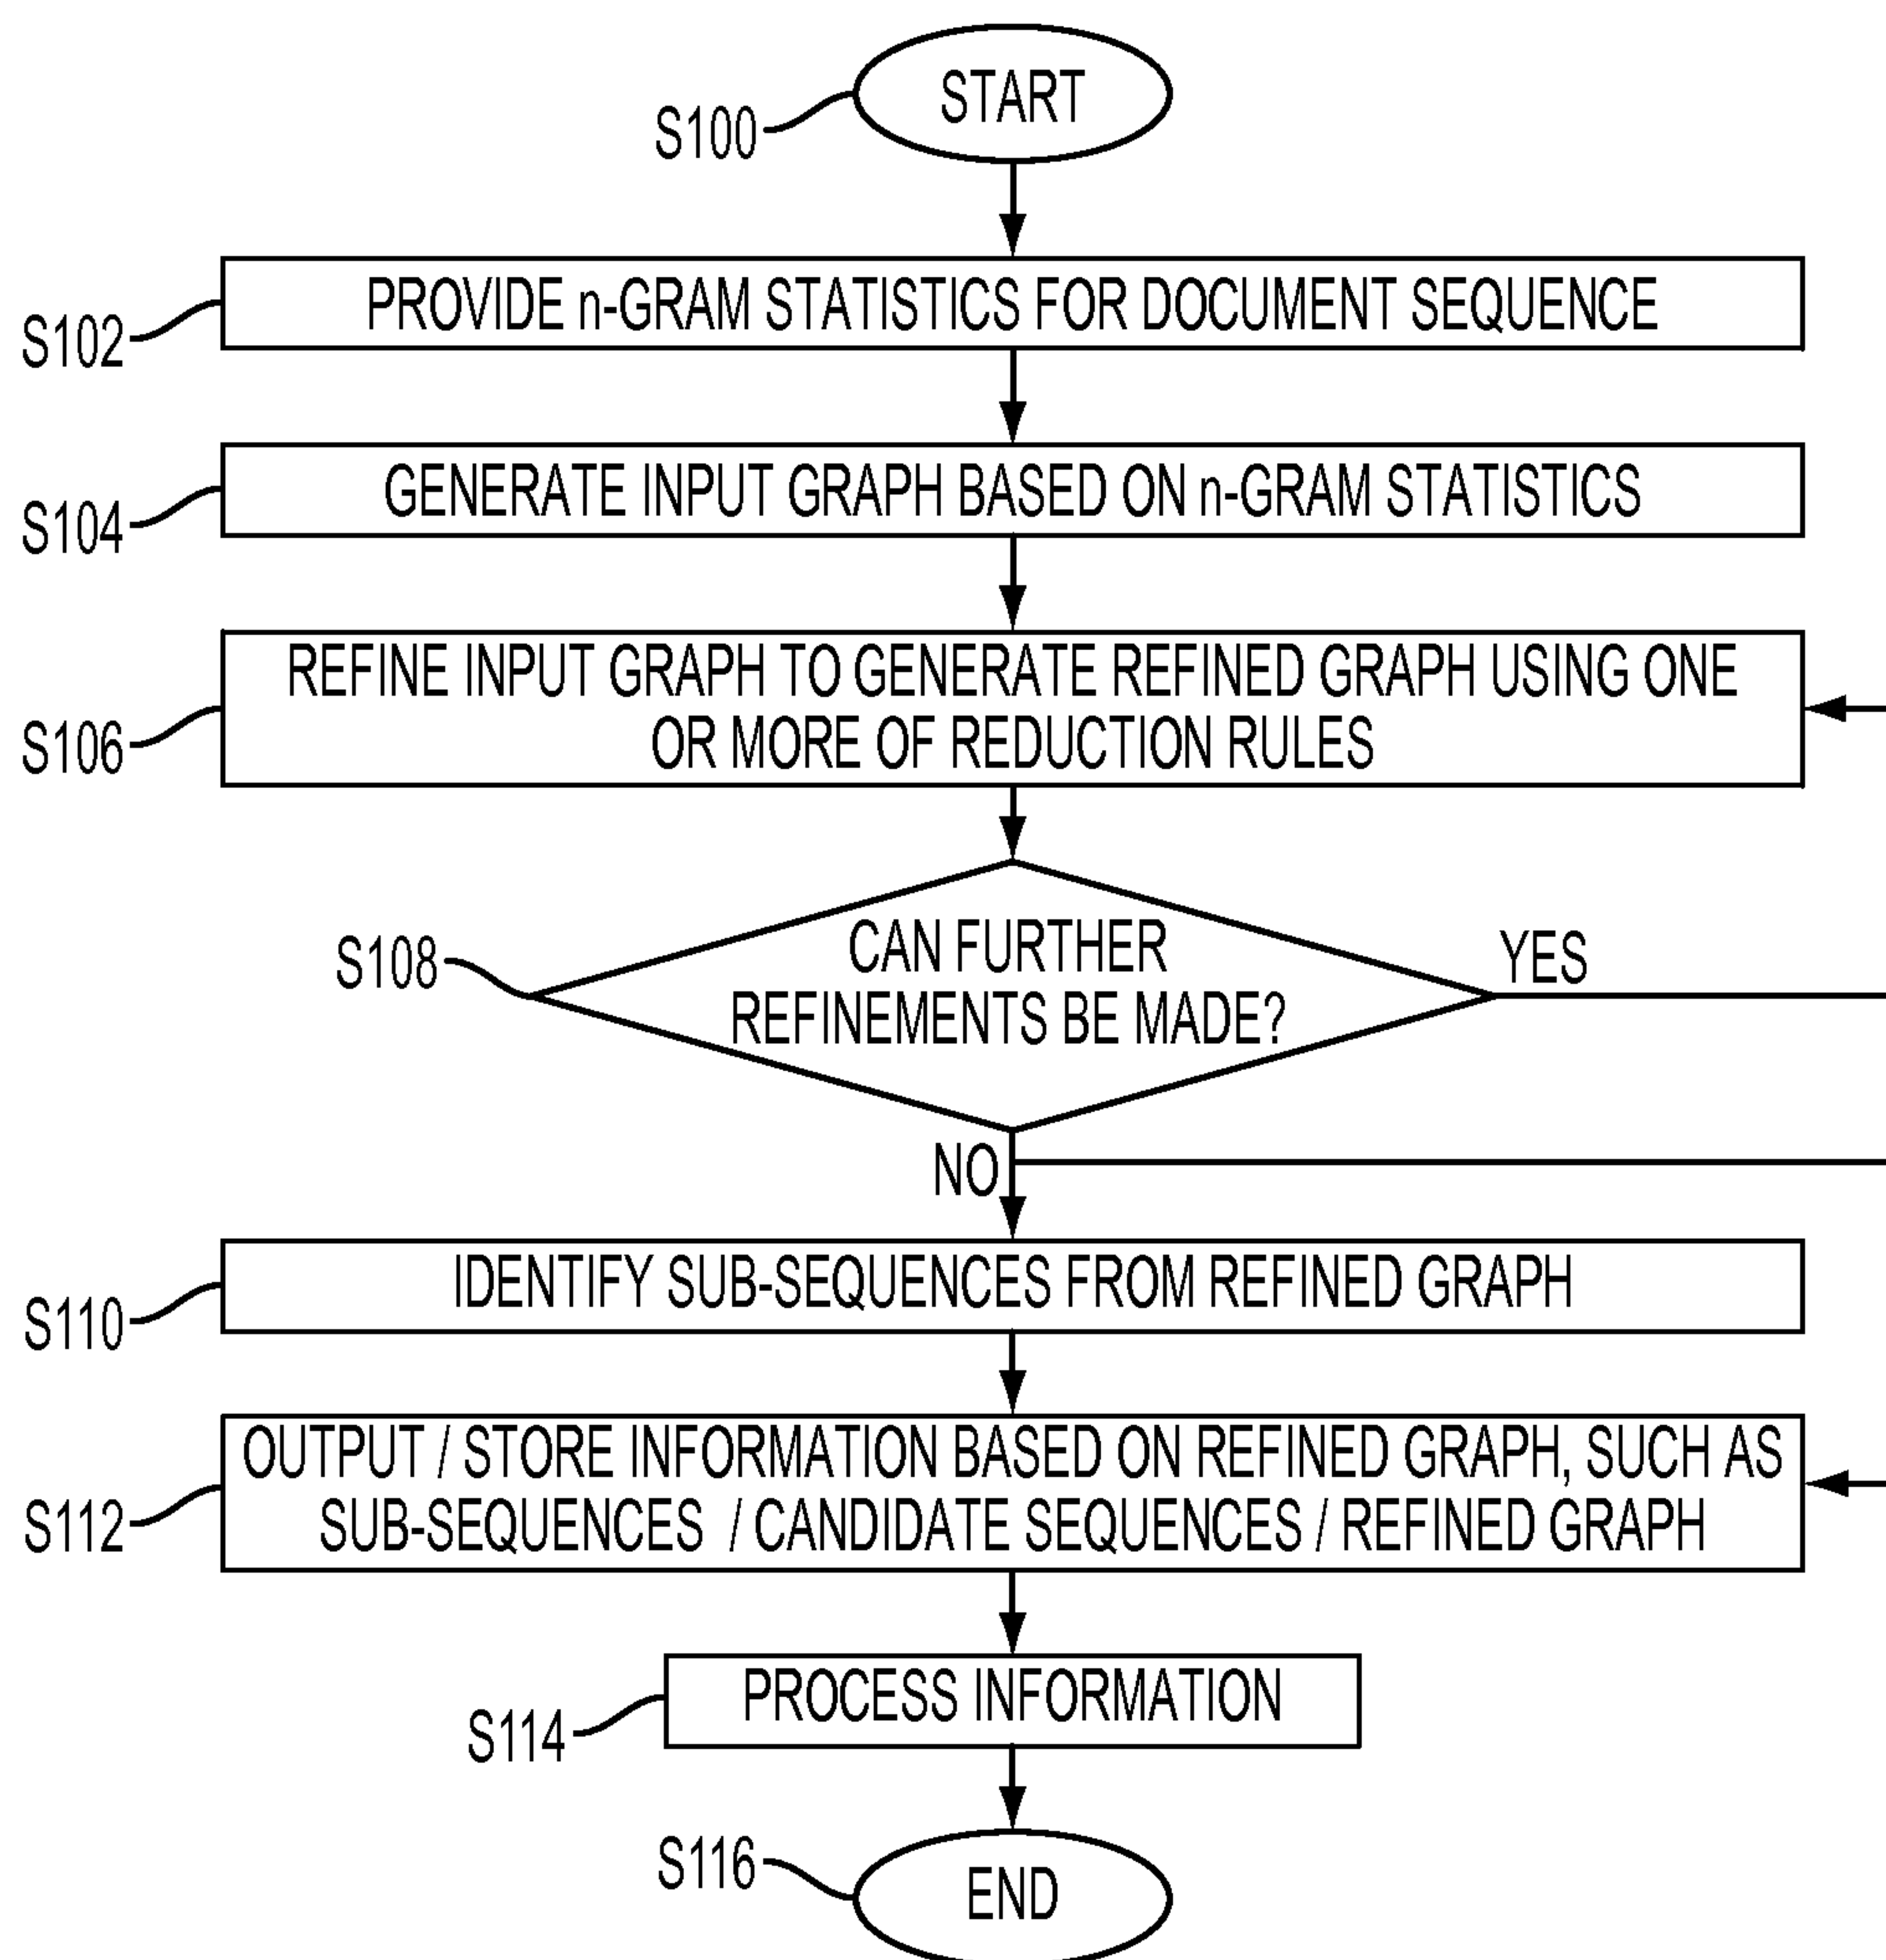 START
S100
PROVIDE n-GRAM STATISTICS FOR DOCUMENT SEQUENCE
S102
GENERATE INPUT GRAPH BASED ON n-GRAM STATISTICS
S104
REFINE INPUT GRAPH TO GENERATE REFINED GRAPH USING ONE
OR MORE OF REDUCTION RULES
S106
CAN FURTHER
REFINEMENTS BE MADE?
S108
YES
NO
IDENTIFY SUB-SEQUENCES FROM REFINED GRAPH
S110
OUTPUT / STORE INFORMATION BASED ON REFINED GRAPH, SUCH AS
SUB-SEQUENCES / CANDIDATE SEQUENCES / REFINED GRAPH
S112
PROCESS INFORMATION
S114
S116
END